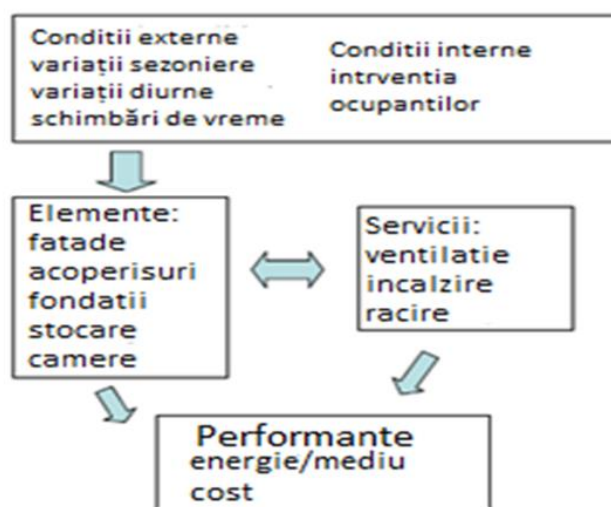 Conditii externe
variații sezoniere
variații diurne
schimbări de vreme
Conditii interne
intrventia
ocupantilor
Elemente:
fatade
acoperisuri
fondatii
stocare
camere
Servicii:
ventilatie
incalzire
racire
Performante
energie/mediu
cost